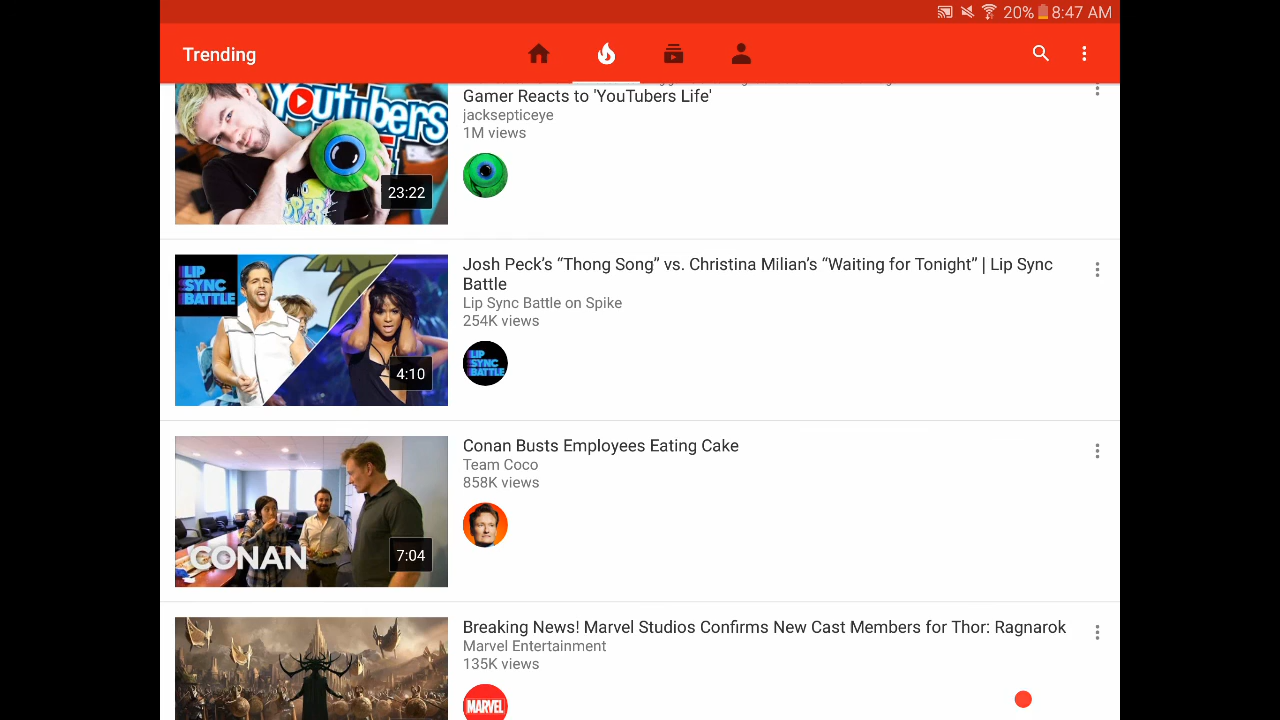 20% 8:47 AM
Trending
Youtubers
23:22
Gamer Reacts to 'YouTubers Life'
jacksepticeye
1M views
LIP
SYNC
BATTLE
4:10
Josh Peck’s “Thong Song” vs. Christina Milian’s “Waiting for Tonight” | Lip Sync
Battle
Lip Sync Battle on Spike
254K views
LIP
SYNC
BATTLE
CONAN
7:04
Conan Busts Employees Eating Cake
Team Coco
858K views
Breaking News! Marvel Studios Confirms New Cast Members for Thor: Ragnarok
Marvel Entertainment
135K views
MARVEL